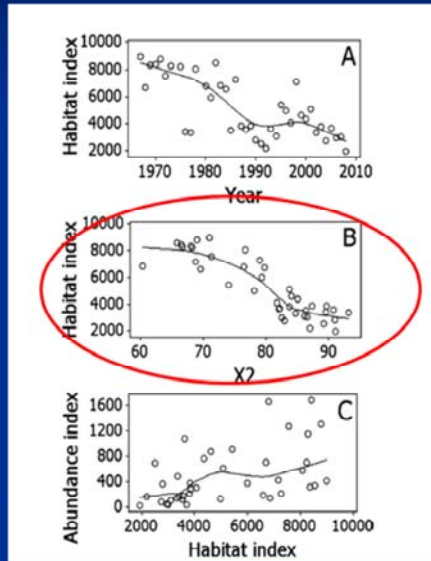 A
Habitat index
10000
8000
6000
4000
2000
1970 1980 1990 2000 2010
Year
B
Habitat index
10000
8000
6000
4000
2000
60 70 80 90
X2
C
Abundance index
1600
1200
800
400
0
2000 4000 6000 8000 10000
Habitat index